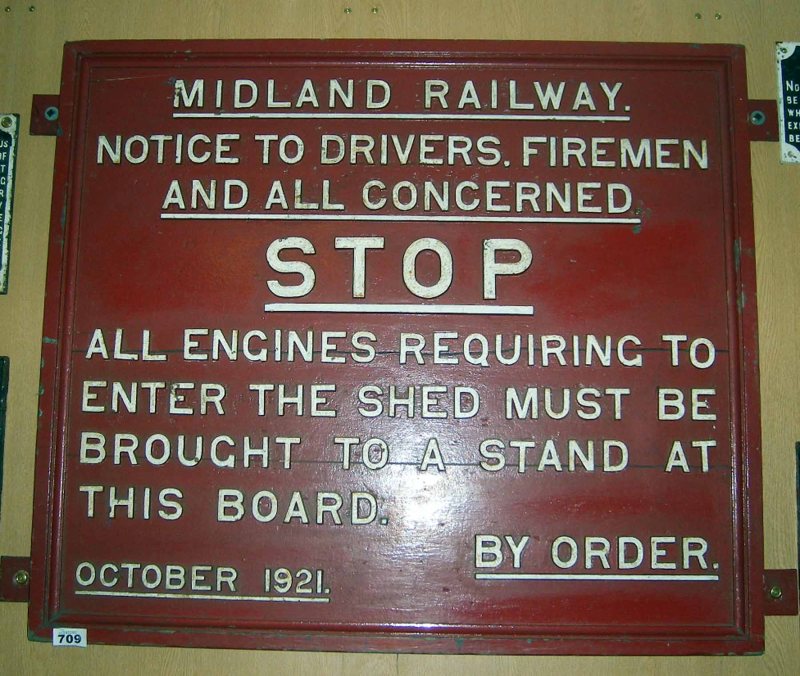 MIDLAND RAILWAY.
NOTICE TO DRIVERS. FIREMEN
AND ALL CONCERNED.
STOP
ALL ENGINES REQUIRING TO
ENTER THE SHED MUST BE
BROUGHT TO A STAND AT
THIS BOARD.
BY ORDER.
OCTOBER 1921.
709